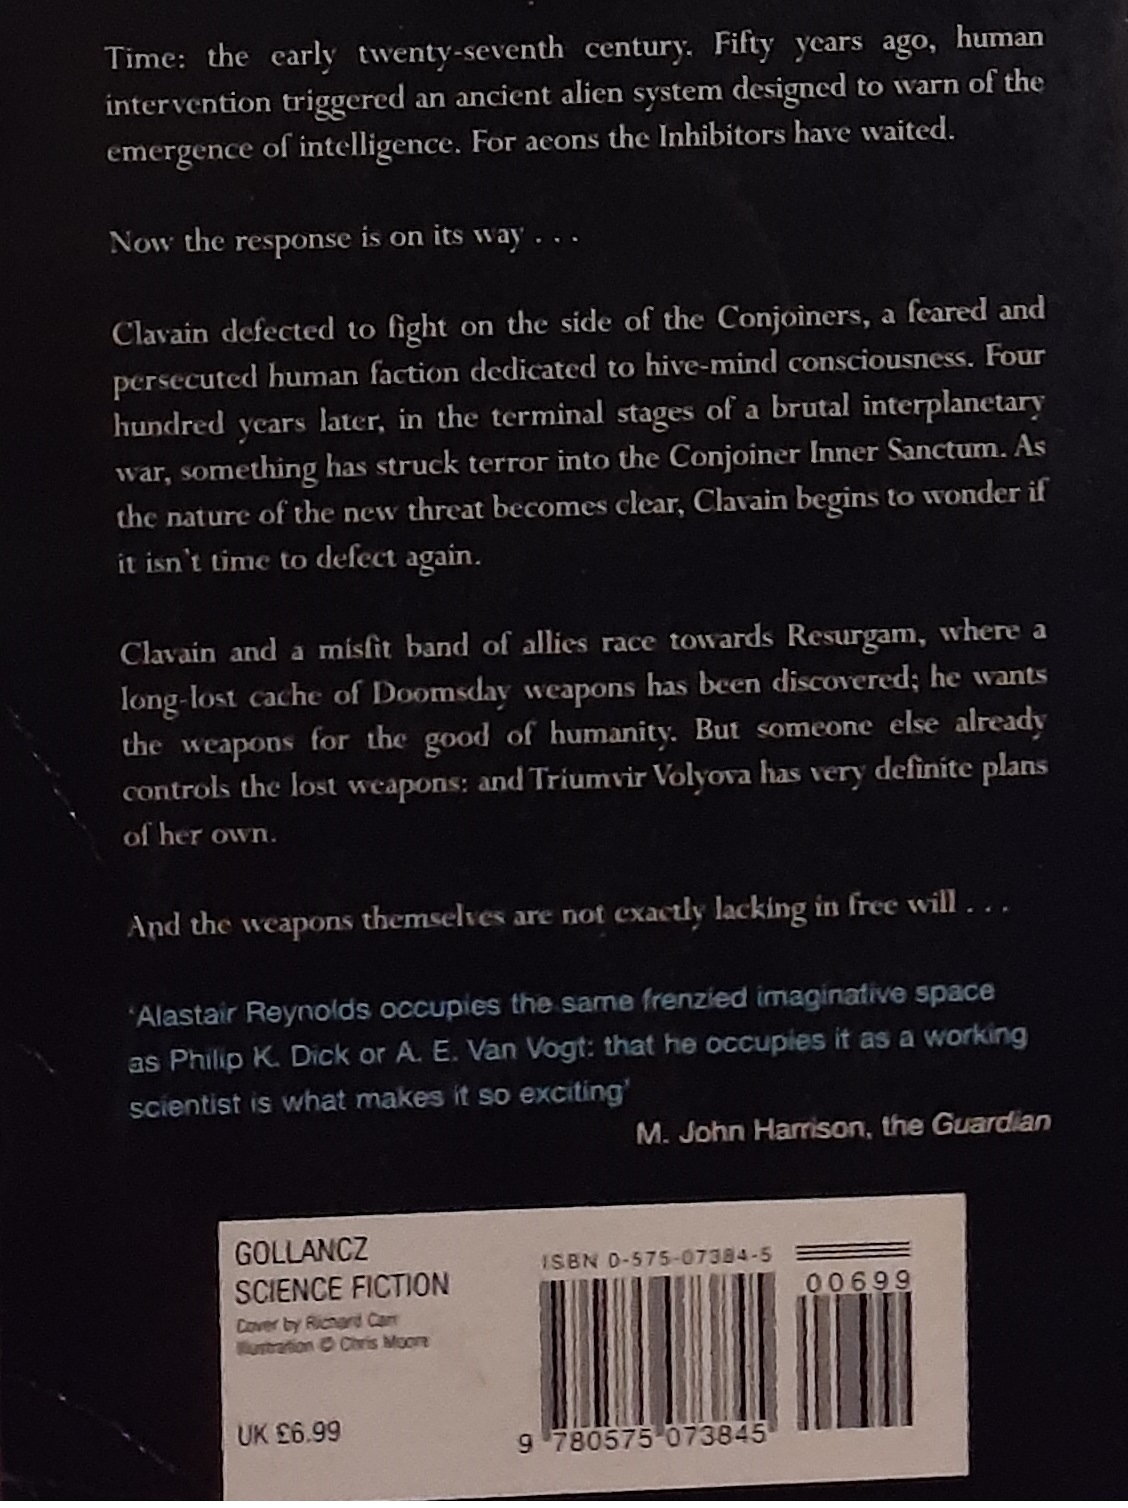 Time: the early twenty-seventh century. Fifty years ago, human
intervention triggered an ancient alien system designed to warn of the
emergence of intelligence. For aeons the Inhibitors have waited.
Now the response is on its way . . .
Clavain defected to fight on the side of the Conjoiners, a feared and
persecuted human faction dedicated to hive-mind consciousness. Four
hundred years later, in the terminal stages of a brutal interplanetary
war, something has struck terror into the Conjoiner Inner Sanctum. As
the nature of the new threat becomes clear, Clavain begins to wonder if
it isn't time to defect again.
Clavain and a misfit band of allies race towards Resurgam, where a
long-lost cache of Doomsday weapons has been discovered; he wants
the weapons for the good of humanity. But someone else already
controls the lost weapons: and Triumvir Volyova has very definite plans
of her own.
And the weapons themselves are not exactly lacking in free will . . .
'Alastair Reynolds occupies the same frenzied imaginative space
as Philip K. Dick or A. E. Van Vogt: that he occupies it as a working
scientist is what makes it so exciting'
M. John Harrison, the Guardian
GOLLANCZ
SCIENCE FICTION
Cover by Richard Carr
Illustration © Chris Moore
UK £6.99
ISBN 0-575-07384-5
00699
9 780575 073845